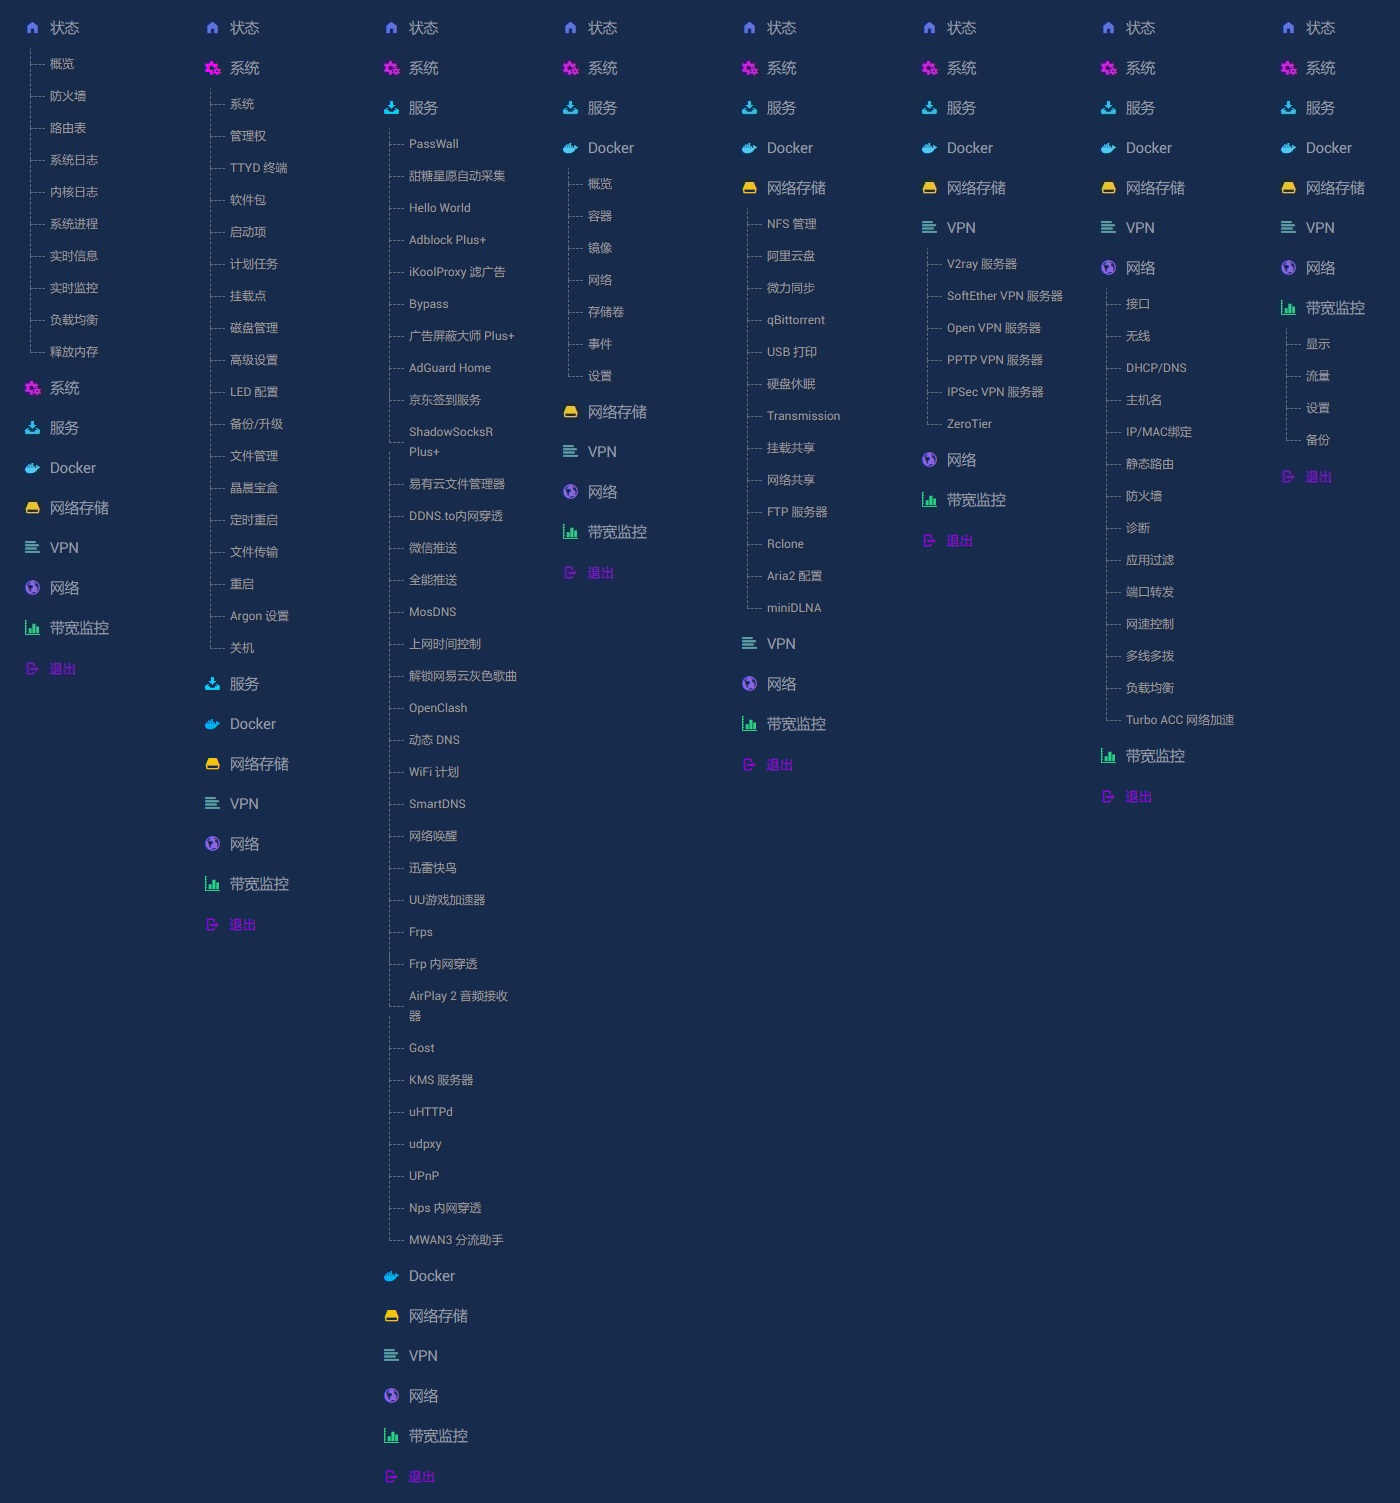 状态
概览
防火墙
路由表
系统日志
内核日志
系统进程
实时信息
实时监控
负载均衡
释放内存
系统
服务
Docker
网络存储
VPN
网络
带宽监控
退出
状态
系统
系统
管理权
TTYD 终端
软件包
启动项
计划任务
挂载点
磁盘管理
高级设置
LED 配置
备份/升级
文件管理
晶晨宝盒
定时重启
文件传输
重启
Argon 设置
关机
服务
Docker
网络存储
VPN
网络
带宽监控
退出
状态
系统
服务
PassWall
甜糖星愿自动采集
Hello World
Adblock Plus+
iKoolProxy 滤广告
Bypass
广告屏蔽大师 Plus+
AdGuard Home
京东签到服务
ShadowSocksR
Plus+
易有云文件管理器
DDNS.to内网穿透
微信推送
全能推送
MosDNS
上网时间控制
解锁网易云灰色歌曲
OpenClash
动态 DNS
WiFi 计划
SmartDNS
网络唤醒
迅雷快鸟
UU游戏加速器
Frps
Frp 内网穿透
AirPlay 2 音频接收
器
Gost
KMS 服务器
uHTTPd
udpxy
UPnP
Nps 内网穿透
MWAN3 分流助手
Docker
网络存储
VPN
网络
带宽监控
退出
状态
系统
服务
Docker
概览
容器
镜像
网络
存储卷
事件
设置
网络存储
VPN
网络
带宽监控
退出
状态
系统
服务
Docker
网络存储
NFS 管理
阿里云盘
微力同步
qBittorrent
USB 打印
硬盘休眠
Transmission
挂载共享
网络共享
FTP 服务器
Rclone
Aria2 配置
miniDLNA
VPN
网络
带宽监控
退出
状态
系统
服务
Docker
网络存储
VPN
V2ray 服务器
SoftEther VPN 服务器
Open VPN 服务器
PPTP VPN 服务器
IPSec VPN 服务器
ZeroTier
网络
带宽监控
退出
状态
系统
服务
Docker
网络存储
VPN
网络
接口
无线
DHCP/DNS
主机名
IP/MAC绑定
静态路由
防火墙
诊断
应用过滤
端口转发
网速控制
多线多拨
负载均衡
Turbo ACC 网络加速
带宽监控
退出
状态
系统
服务
Docker
网络存储
VPN
网络
带宽监控
显示
流量
设置
备份
退出